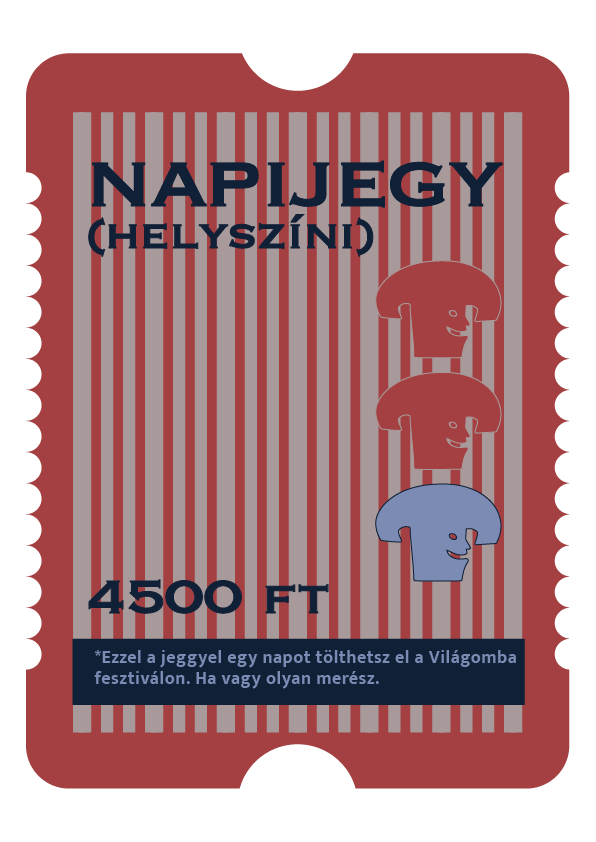 NAPIJEGY
(HELYSZÍNI)
4500 FT
*Ezzel a jeggyel egy napot tölthetsz el a Világomba
fesztiválon. Ha vagy olyan merész.